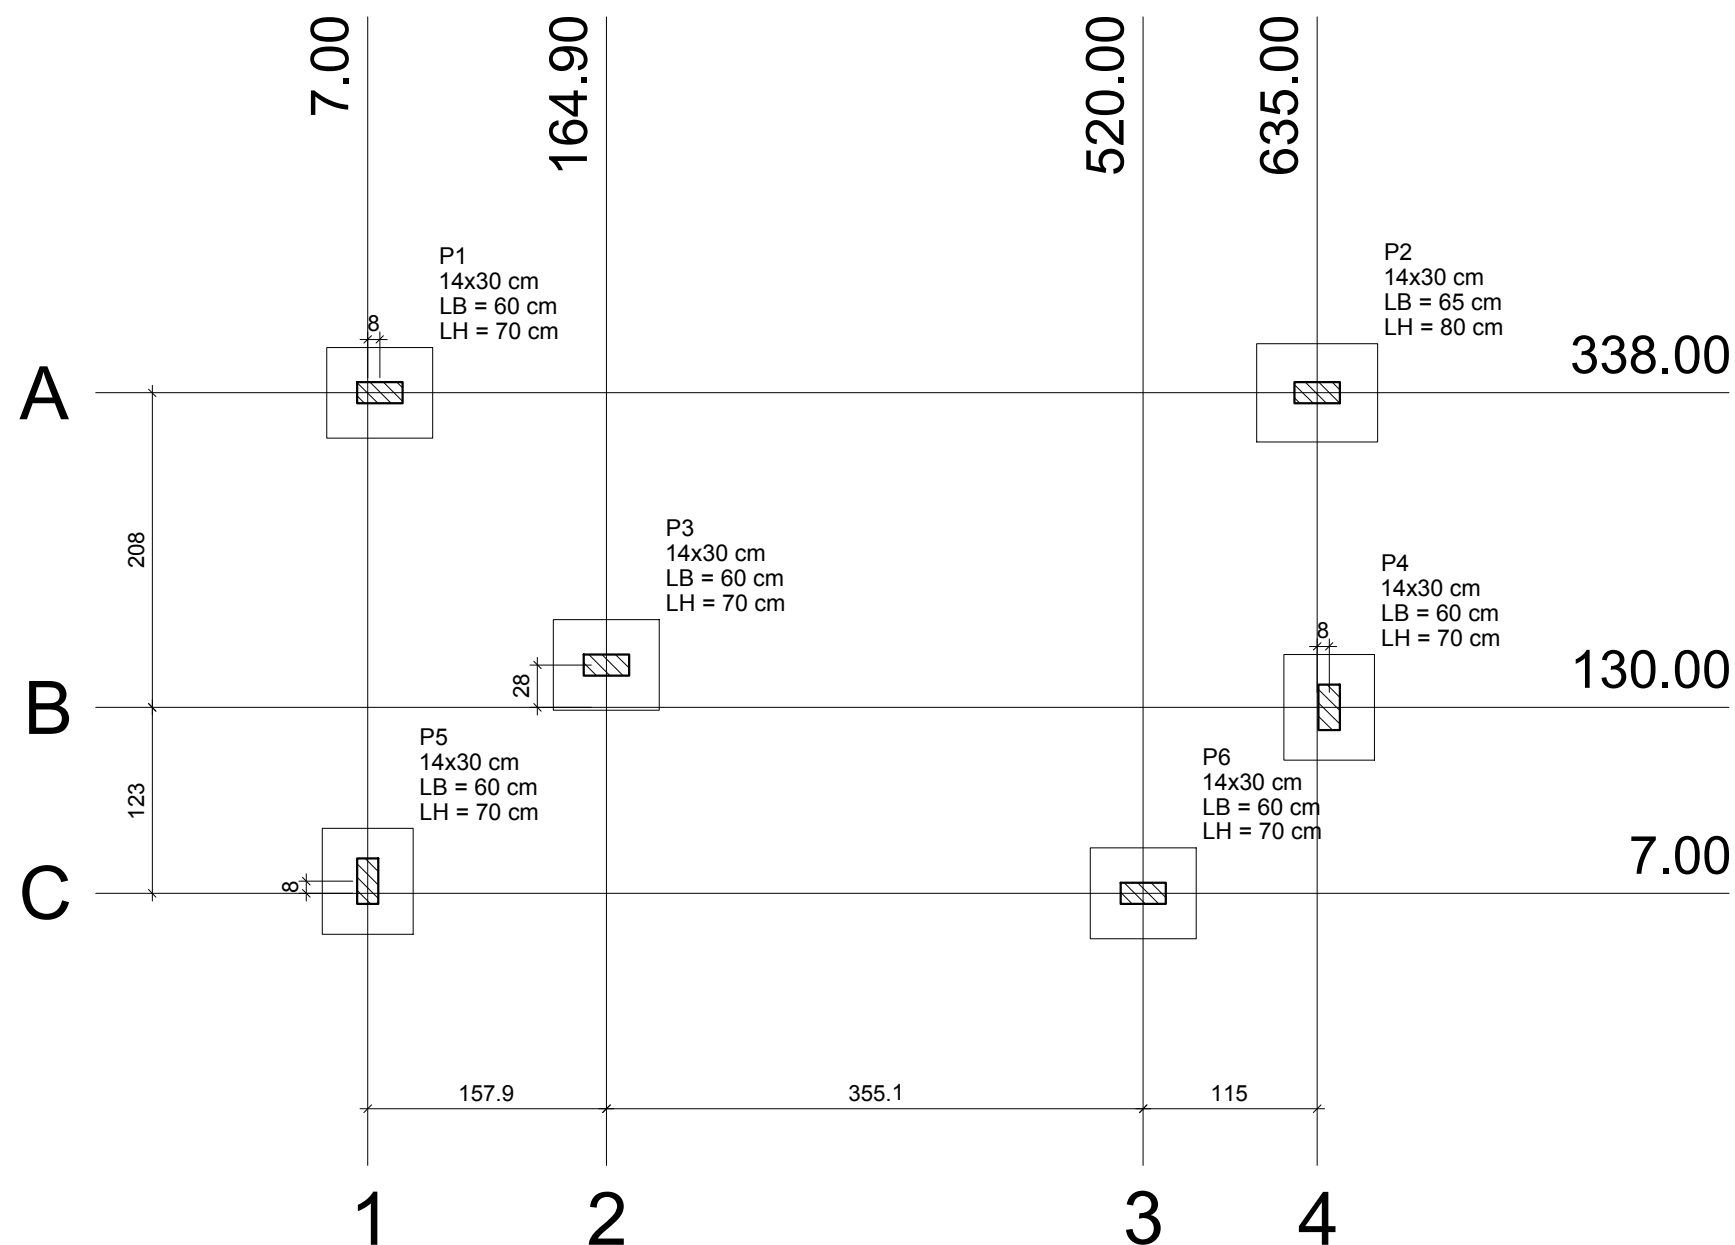 7.00
164.90
520.00
635.00
P1
14x30 cm
LB = 60 cm
LH = 70 cm
8
P2
14x30 cm
LB = 65 cm
LH = 80 cm
A
338.00
208
P3
14x30 cm
LB = 60 cm
LH = 70 cm
28
P4
14x30 cm
LB = 60 cm
LH = 70 cm
8
B
130.00
123
P5
14x30 cm
LB = 60 cm
LH = 70 cm
8
P6
14x30 cm
LB = 60 cm
LH = 70 cm
C
7.00
157.9
355.1
115
1
2
3
4